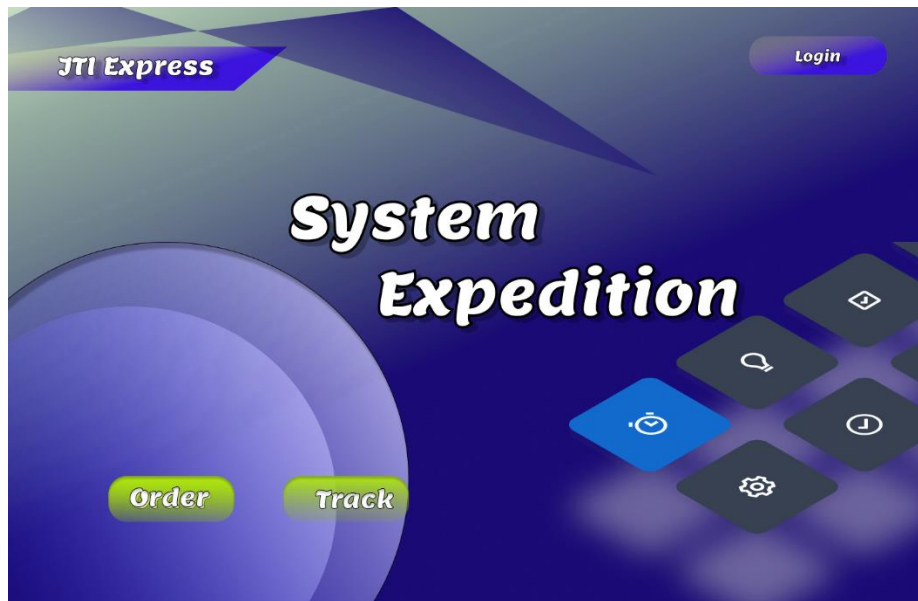 JTI Express
Login
System
Expedition
Order
Track